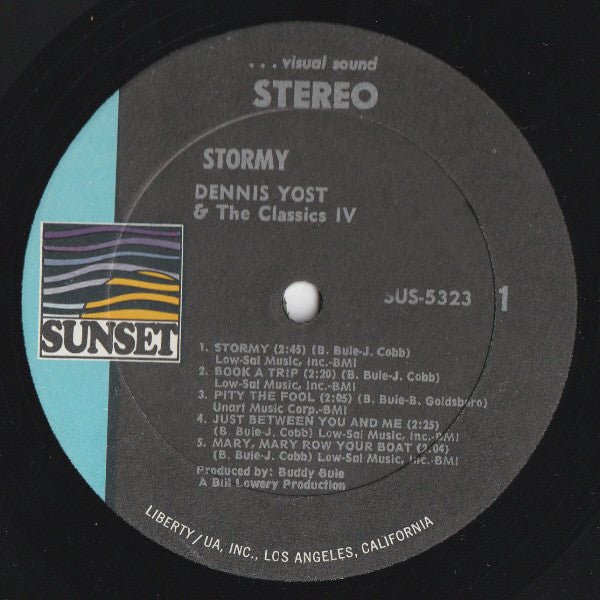 ...visual sound
STEREO
STORMY
DENNIS YOST
& The Classics IV
SUS-5323 1
SUNSET
1. STORMY (2:45) (B. Buie-J. Cobb)
Low-Sal Music, Inc.-BMI
2. BOOK A TRIP (2:20) (B. Buie-J. Cobb)
Low-Sal Music, Inc.-BMI
3. PITY THE FOOL (2:05) (B. Buie-B. Goldsboro)
Unart Music Corp.-BMI
4. JUST BETWEEN YOU AND ME (2:25)
(B. Buie-J. Cobb) Low-Sal Music, Inc.-BMI
5. MARY, MARY ROW YOUR BOAT (2:04)
(B. Buie-J. Cobb) Low-Sal Music, Inc.-BMI
Produced by: Buddy Buie
A Bill Lowery Production
LIBERTY/UA, INC., LOS ANGELES, CALIFORNIA